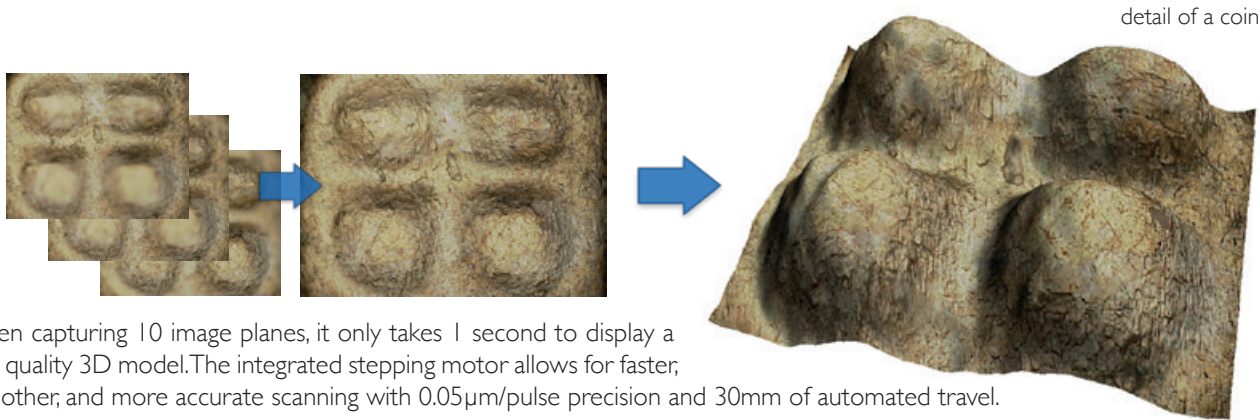 detail of a coin
en capturing 10 image planes, it only takes 1 second to display a
quality 3D model. The integrated stepping motor allows for faster,
other, and more accurate scanning with 0.05µm/pulse precision and 30mm of automated travel.